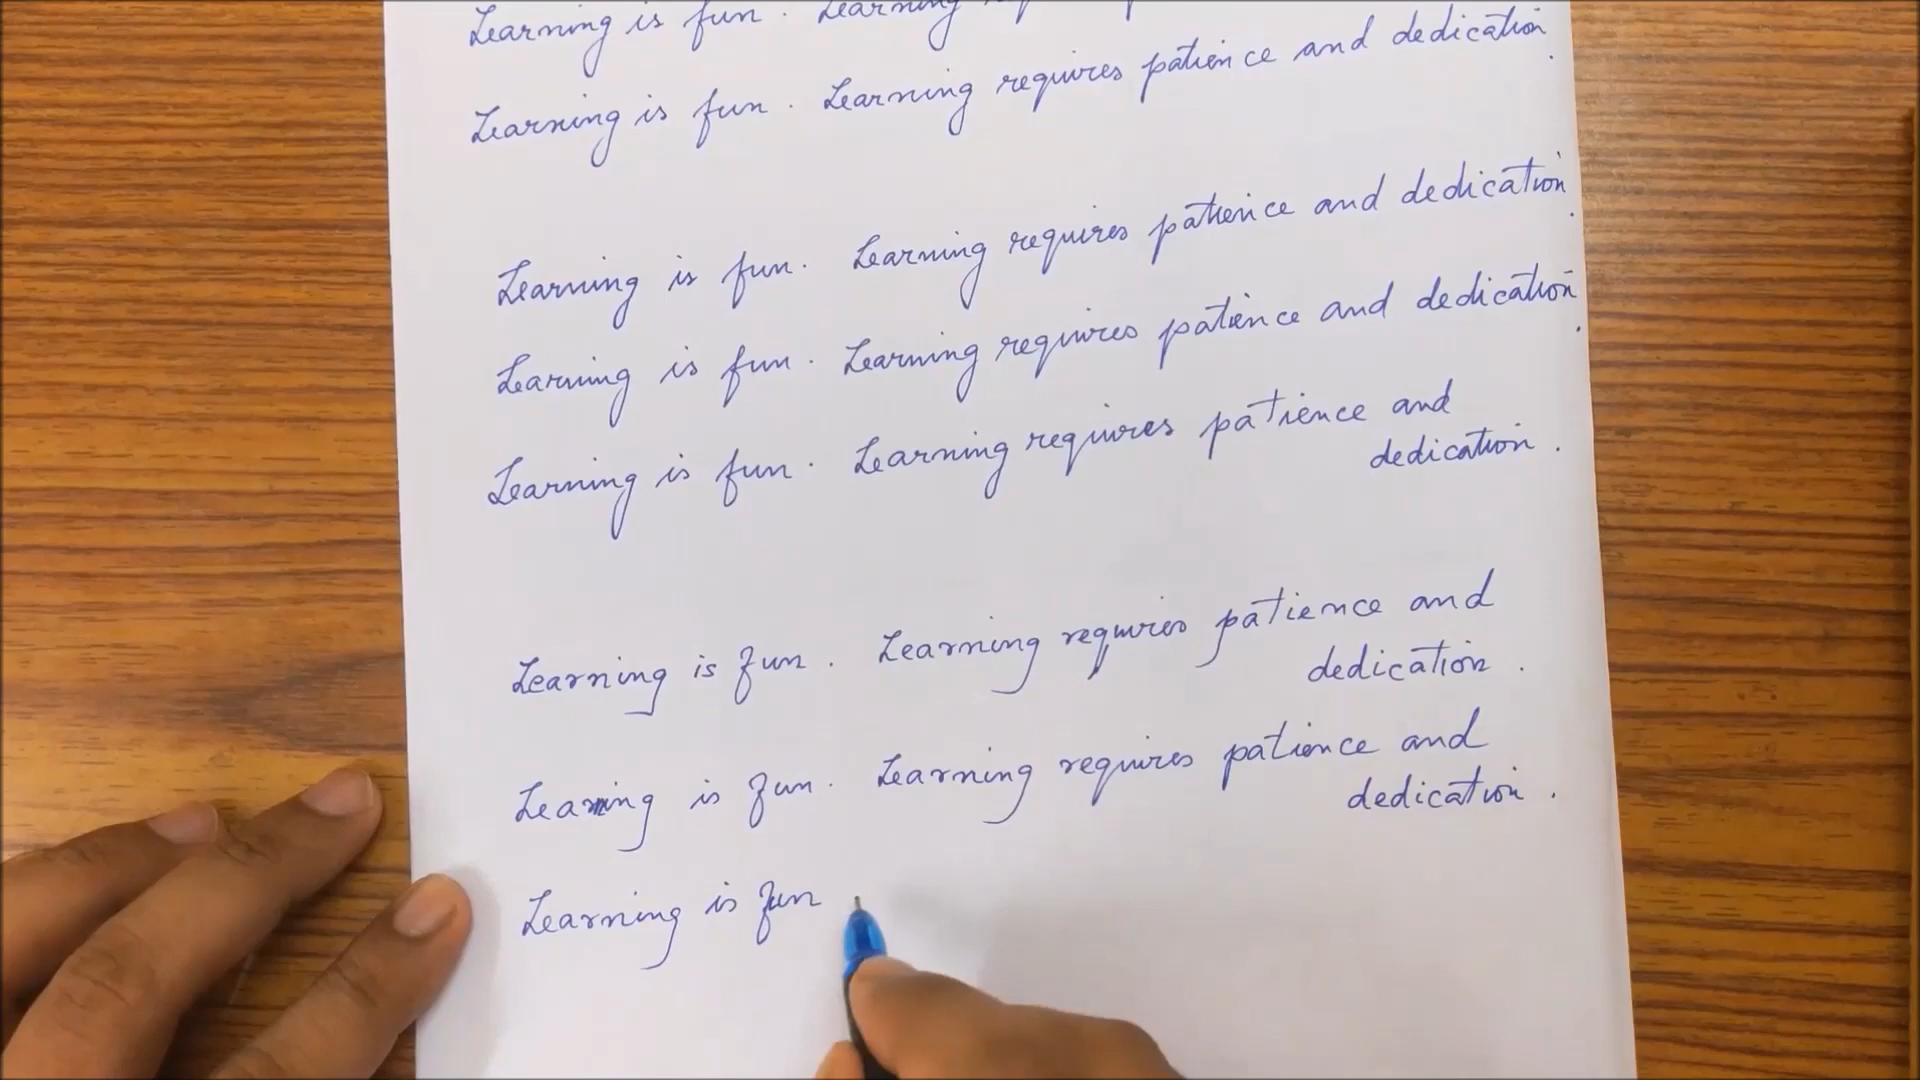 Learning is fun. Learning
Learning is fun. Learning requires patience and dedication.
Learning is fun. Learning requires patience and dedication.
Learning is fun. Learning requires patience and dedication.
Learning is fun. Learning requires patience and
dedication.
Learning is fun. Learning requires patience and
dedication.
Learning is fun. Learning requires patience and
dedication.
Learning is fun